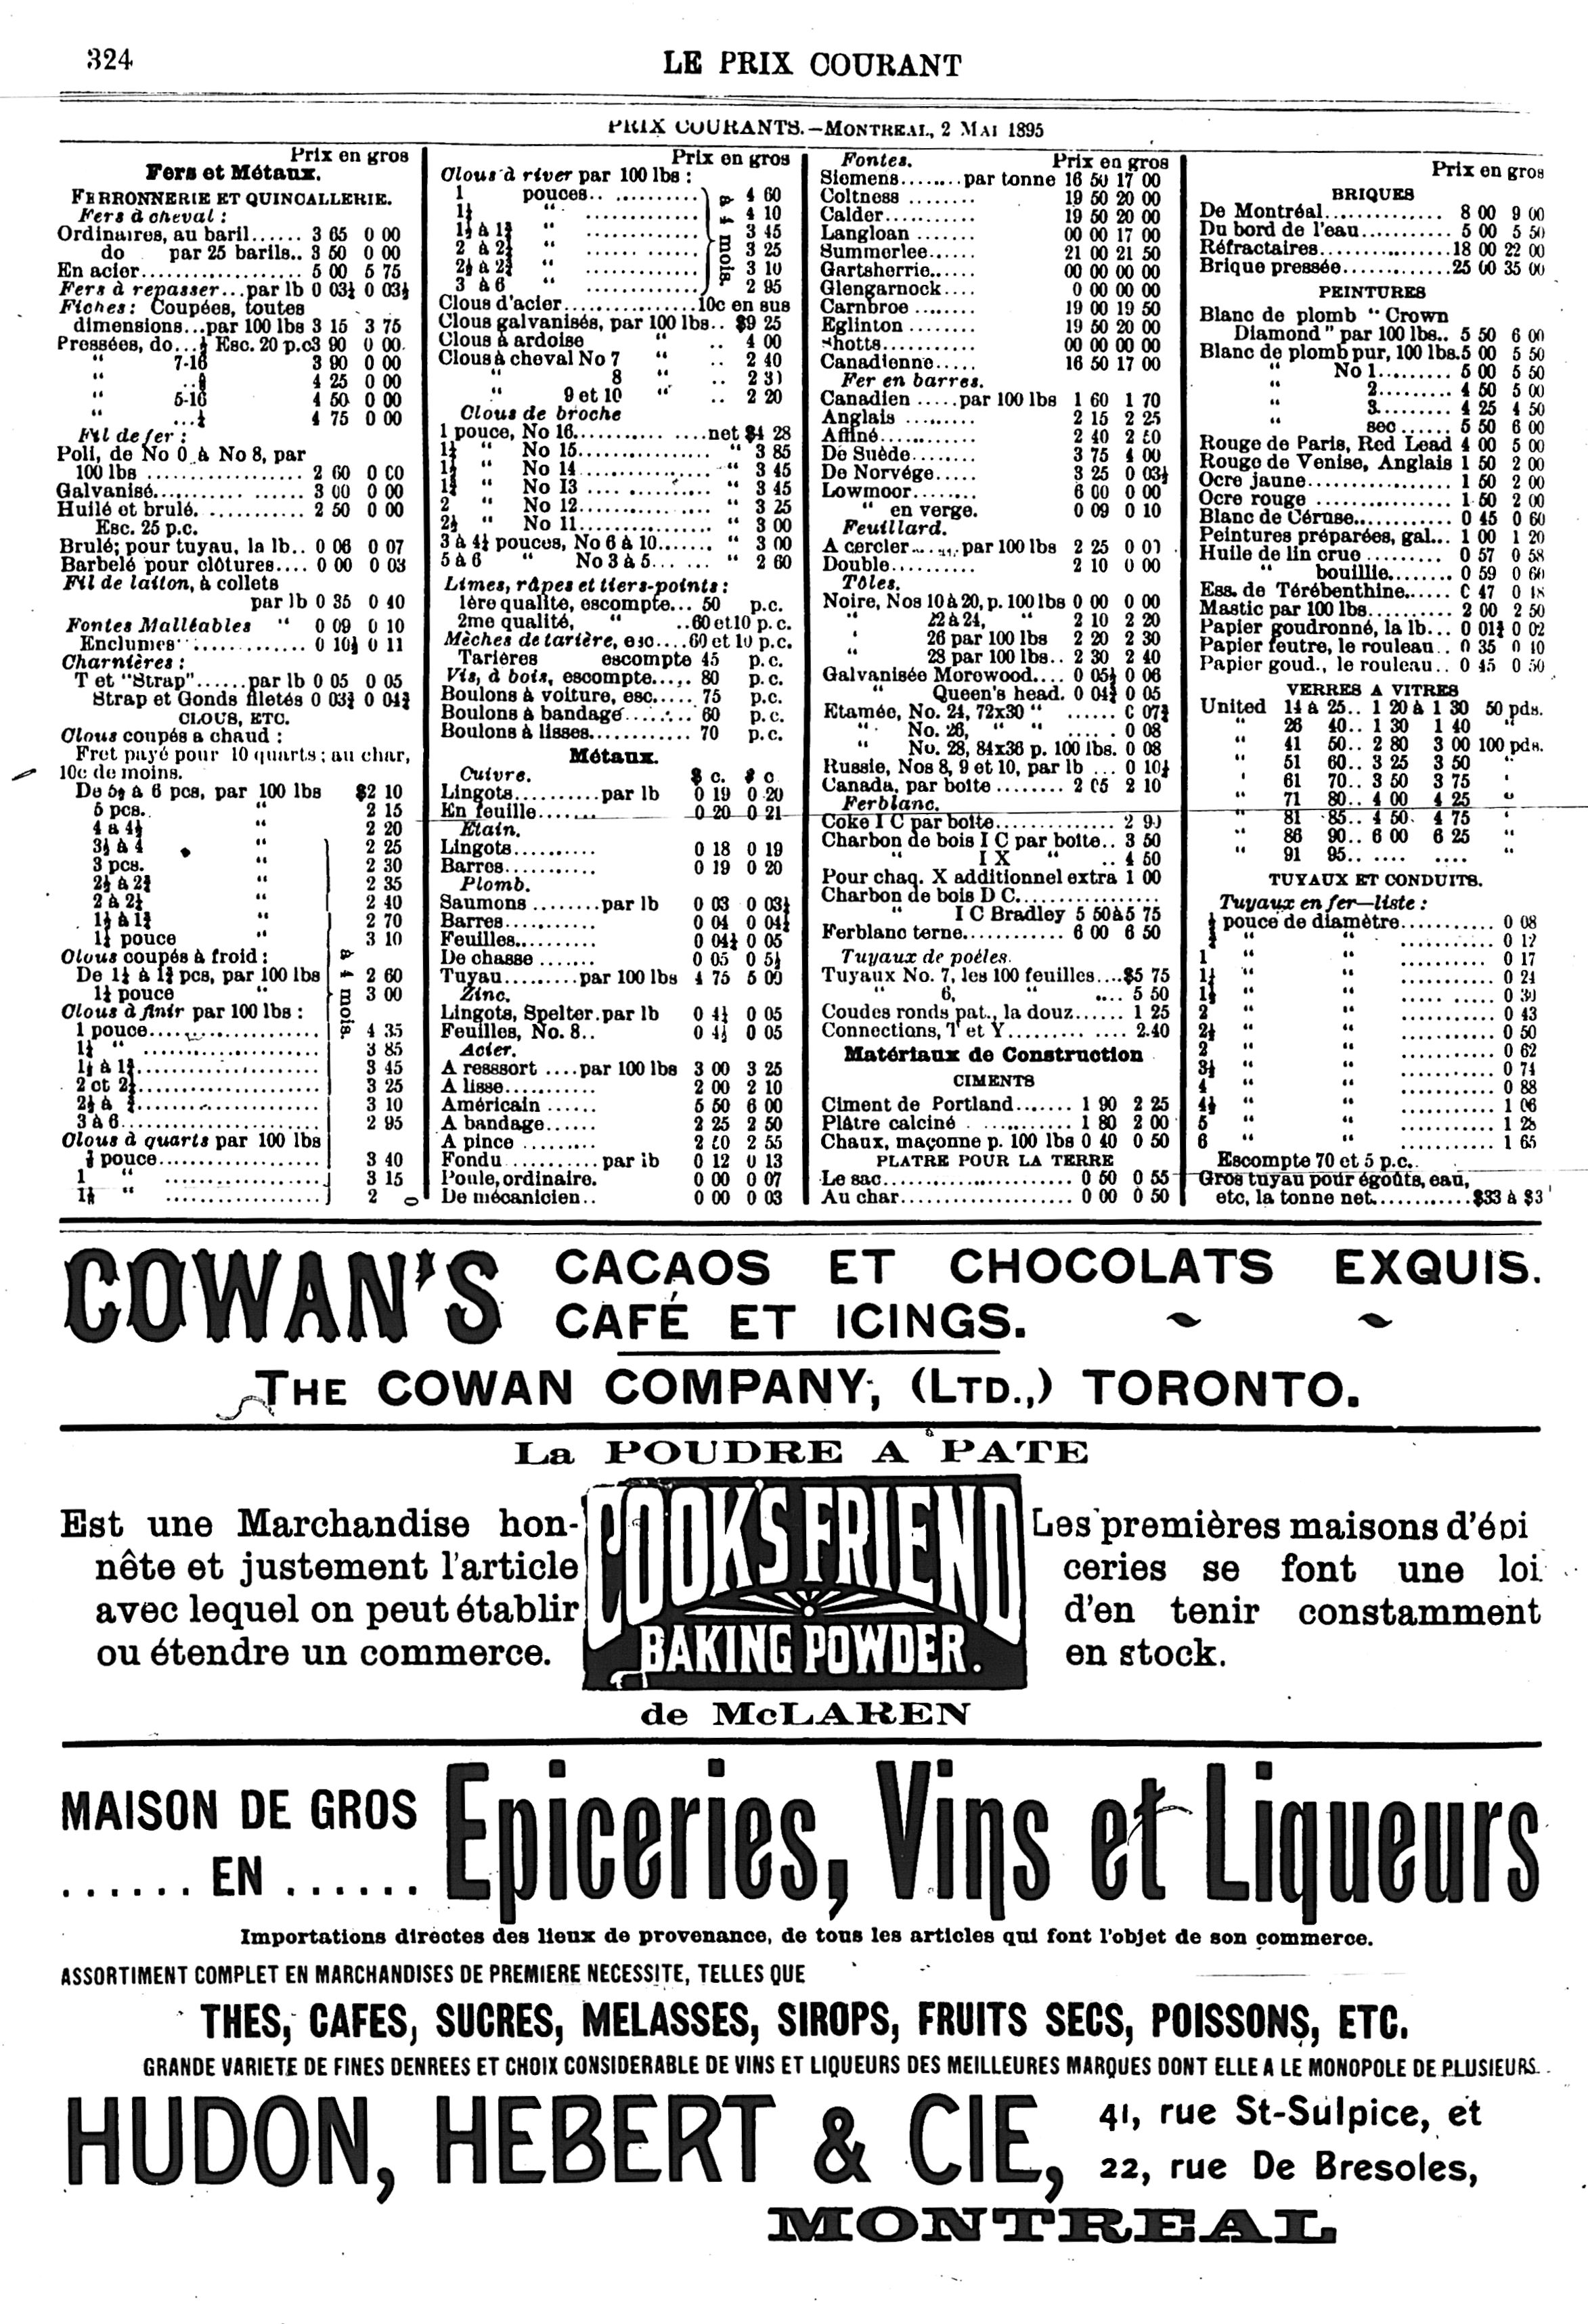 324
LE PRIX COURANT
PRIX COURANTS.—MONTREAL, 2 MAI 1895
Prix en gros
Fers et Métaux.
FERRONNERIE ET QUINCALLERIE.
Fers à cheval :
Ordinaires, au baril...... 3 65 0 00
do par 25 barils.. 3 50 0 00
En acier.................... 5 00 5 75
Fers à repasser...par lb 0 03½ 0 03½
Fiches: Coupées, toutes
dimensions...par 100 lbs 3 15 3 75
Pressées, do... Esc. 20 p.c3 90 0 00.
“ 7-16 3 90 0 00
“ 4 25 0 00
“ 5-16 4 50 0 00
“ ...¼ 4 75 0 00
Fil de fer :
Poli, de No 0 à No 8, par
100 lbs .................... 2 60 0 00
Galvanisé.................. 3 00 0 00
Huilé et brulé. ............ 2 50 0 00
Esc. 25 p.c.
Brulé; pour tuyau, la lb.. 0 06 0 07
Barbelé pour clôtures.... 0 00 0 03
Fil de laiton, à collets
par lb 0 35 0 40
Fontes Malléables “ 0 09 0 10
Enclumes .............. 0 10½ 0 11
Charnières :
T et "Strap"......par lb 0 05 0 05
Strap et Gonds filetés 0 03¾ 0 04¾
CLOUS, ETC.
Clous coupés a chaud :
Fret payé pour 10 quarts; au char,
10c de moins.
De 5½ à 6 pcs, par 100 lbs $2 10
5 pcs. “ 2 15
4 a 4½ “ 2 20
3½ à 4 “ 2 25
3 pcs. “ 2 30
2½ à 2¾ “ 2 35
2 à 2¼ “ 2 40
1½ à 1¾ “ 2 70
1¼ pouce “ 3 10
Clous coupés à froid :
De 1¼ à 1¾ pcs, par 100 lbs 2 60
1¼ pouce “ 3 00
à 4 mois.
Clous à finir par 100 lbs :
1 pouce........................ 4 35
1¼ “ ........................ 3 85
1½ à 1¾........................ 3 45
2 et 2¼........................ 3 25
2½ à ........................ 3 10
3 à 6........................ 2 95
Clous à quarts par 100 lbs
pouce........................ 3 40
1 “ ........................ 3 15
1⅛ “ ........................ 2
Prix en gros
Clous à river par 100 lbs :
1 pouces.. ............ 4 60
1¼ “ ................ 4 10
1½ à 1¾ “ ................ 3 45
2 à 2¼ “ ................ 3 25
2½ à 2¾ “ ................ 3 10
3 à 6 “ ................ 2 95
à 4 mois.
Clous d'acier..................10c en sus
Clous galvanisés, par 100 lbs.. $9 25
Clous à ardoise “ .. 4 00
Clous à cheval No 7 “ .. 2 40
“ 8 “ .. 2 3
“ 9 et 10 “ .. 2 20
Clous de broche
1 pouce, No 16.................net $4 28
1¼ “ No 15................. “ 3 85
1½ “ No 14................. “ 3 45
1¾ “ No 13................. “ 3 45
2 “ No 12................. “ 3 25
2½ “ No 11................. “ 3 00
3 à 4½ pouces, No 6 à 10....... “ 3 00
5 à 6 “ No 3 à 5...... “ 2 60
Limes, râpes et tiers-points:
1ère qualité, escompte... 50 p.c.
2me qualité, “ ..60 et10 p.c.
Mèches de tarière, esc....60 et 10 p.c.
Tarières escompte 45 p.c.
Vis, à bois, escompte..... 80 p.c.
Boulons à voiture, esc..... 75 p.c.
Boulons à bandage......... 60 p.c.
Boulons à lisses............ 70 p.c.
Métaux.
Cuivre. $ c. $ c
Lingots..........par lb 0 19 0 20
En feuille....... 0 20 0 21
Etain.
Lingots.......... 0 18 0 19
Barres........... 0 19 0 20
Plomb.
Saumons ........par lb 0 03 0 03½
Barres........... 0 04 0 04½
Feuilles.......... 0 04½ 0 05
De chasse ....... 0 05 0 5½
Tuyau..........par 100 lbs 4 75 5 00
Zinc.
Lingots, Spelter.par lb 0 4½ 0 05
Feuilles, No. 8.. 0 4½ 0 05
Acier.
A resssort ....par 100 lbs 3 00 3 25
A lisse........... 2 00 2 10
Américain ...... 5 50 6 00
A bandage...... 2 25 2 50
A pince ......... 2 2 55
Fondu ...........par lb 0 12 0 13
Poule, ordinaire. 0 00 0 07
De mécanicien.. 0 00 0 03
Fontes. Prix en gros
Siemens........par tonne 16 50 17 00
Coltness ........ 19 50 20 00
Calder........... 19 50 20 00
Langloan ....... 00 00 17 00
Summerlee...... 21 00 21 50
Gartsherrie...... 00 00 00 00
Glengarnock.... 0 00 00 00
Carnbroe ....... 19 00 19 50
Eglinton ........ 19 50 20 00
Shotts........... 00 00 00 00
Canadienne..... 16 50 17 00
Fer en barres.
Canadien .....par 100 lbs 1 60 1 70
Anglais .......... 2 15 2 25
Affiné............ 2 40 2 50
De Suède........ 3 75 4 00
De Norvége..... 3 25 0 03½
Lowmoor........ 6 00 0 00
“ en verge. 0 09 0 10
Feuillard.
A cercler.......par 100 lbs 2 25 0 00
Double.......... 2 10 0 00
Tôles.
Noire, Nos 10 à 20, p. 100 lbs 0 00 0 00
“ 22 à 24, “ 2 10 2 20
“ 26 par 100 lbs 2 20 2 30
“ 28 par 100 lbs.. 2 30 2 40
Galvanisée Morewood.... 0 05½ 0 06
“ Queen's head. 0 04½ 0 05
Etamée, No. 24, 72x30 “ ...... 0 07½
“ No. 26, “ ...... 0 08
“ No. 28, 84x36 p. 100 lbs. 0 08
Russie, Nos 8, 9 et 10, par lb ... 0 10½
Canada, par boite ........ 2 05 2 10
Ferblanc.
Coke I C par boite............... 2 9
Charbon de bois I C par boite.. 3 50
“ I X “ .. 4 50
Pour chaq. X additionnel extra 1 00
Charbon de bois D C...............
“ I C Bradley 5 50 à 5 75
Ferblanc terne............ 6 00 6 50
Tuyaux de poéles.
Tuyaux No. 7, les 100 feuilles....$5 75
“ 6, “ .... 5 50
Coudes ronds pat., la douz...... 1 25
Connections, T et Y............ 2.40
Matériaux de Construction
CIMENTS
Ciment de Portland....... 1 90 2 25
Plâtre calciné ............ 1 80 2 00
Chaux, maçonne p. 100 lbs 0 40 0 50
PLATRE POUR LA TERRE
Le sac.................... 0 50 0 55
Au char................... 0 00 0 50
Prix en gros
BRIQUES
De Montréal............... 8 00 9 00
Du bord de l'eau........... 5 00 5 50
Réfractaires................18 00 22 00
Brique pressée.............25 00 35 00
PEINTURES
Blanc de plomb “ Crown
Diamond ” par 100 lbs.. 5 50 6 00
Blanc de plomb pur, 100 lbs.5 00 5 50
“ No 1......... 5 00 5 50
“ 2......... 4 50 5 00
“ 3......... 4 25 4 50
“ sec ...... 5 50 6 00
Rouge de Paris, Red Lead 4 00 5 00
Rouge de Venise, Anglais 1 50 2 00
Ocre jaune................ 1 50 2 00
Ocre rouge ............... 1 50 2 00
Blanc de Céruse........... 0 45 0 60
Peintures préparées, gal... 1 00 1 20
Huile de lin crue .......... 0 57 0 58
“ bouillie........ 0 59 0 60
Ess. de Térébenthine...... 0 47 0 48
Mastic par 100 lbs.......... 2 00 2 50
Papier goudronné, la lb... 0 01¾ 0 02
Papier feutre, le rouleau.. 0 35 0 40
Papier goud., le rouleau.. 0 45 0 50
VERRES A VITRES
United 14 à 25.. 1 20 à 1 30 50 pds.
“ 26 40.. 1 30 1 40 “
“ 41 50.. 2 80 3 00 100 pds.
“ 51 60.. 3 25 3 50 “
“ 61 70.. 3 50 3 75 “
“ 71 80.. 4 00 4 25 “
“ 81 85.. 4 50 4 75 “
“ 86 90.. 6 00 6 25 “
“ 91 95.. .... .... “
TUYAUX ET CONDUITS.
Tuyaux en fer—liste :
pouce de diamètre........... 0 08
“ “ ........... 0 12
1 “ “ ........... 0 17
1¼ “ “ ........... 0 24
1½ “ “ ........... 0 30
2 “ “ ........... 0 43
2½ “ “ ........... 0 50
“ “ ........... 0 62
3½ “ “ ........... 0 74
4 “ “ ........... 0 88
4½ “ “ ........... 1 06
5 “ “ ........... 1 28
6 “ “ ........... 1 65
Escompte 70 et 5 p.c.
Gros tuyau pour égoûts, eau,
etc, la tonne net............$33 à $3
COWAN'S
CACAOS ET CHOCOLATS EXQUIS.
CAFÉ ET ICINGS.
THE COWAN COMPANY, (LTD.,) TORONTO.
La POUDRE A PATE
Est une Marchandise hon-
nête et justement l'article
avec lequel on peut établir
ou étendre un commerce.
COOK'S FRIEND
BAKING POWDER.
Les premières maisons d'épi
ceries se font une loi
d'en tenir constamment
en stock.
de McLAREN
MAISON DE GROS
...... EN ......
Epiceries, Vins et Liqueurs
Importations directes des lieux de provenance, de tous les articles qui font l'objet de son commerce.
ASSORTIMENT COMPLET EN MARCHANDISES DE PREMIERE NECESSITE, TELLES QUE
THES, CAFES, SUCRES, MELASSES, SIROPS, FRUITS SECS, POISSONS, ETC.
GRANDE VARIETE DE FINES DENREES ET CHOIX CONSIDERABLE DE VINS ET LIQUEURS DES MEILLEURES MARQUES DONT ELLE A LE MONOPOLE DE PLUSIEURS.
HUDON, HEBERT & CIE,
41, rue St-Sulpice, et
22, rue De Bresoles,
MONTREAL